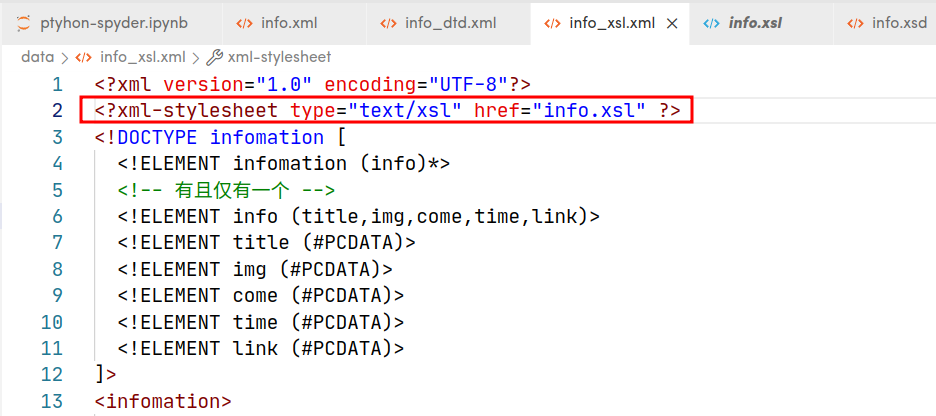 ptyhon-spyder.ipynb info.xml info_dtd.xml info_xsl.xml info.xsl info.xsd
data > info_xsl.xml > xml-stylesheet
1 <?xml version="1.0" encoding="UTF-8"?>
2 <?xml-stylesheet type="text/xsl" href="info.xsl" ?>
3 <!DOCTYPE infomation [
4 <!ELEMENT infomation (info)*>
5 <!-- 有且仅有一个 -->
6 <!ELEMENT info (title,img,come,time,link)>
7 <!ELEMENT title (#PCDATA)>
8 <!ELEMENT img (#PCDATA)>
9 <!ELEMENT come (#PCDATA)>
10 <!ELEMENT time (#PCDATA)>
11 <!ELEMENT link (#PCDATA)>
12 ]>
13 <infomation>